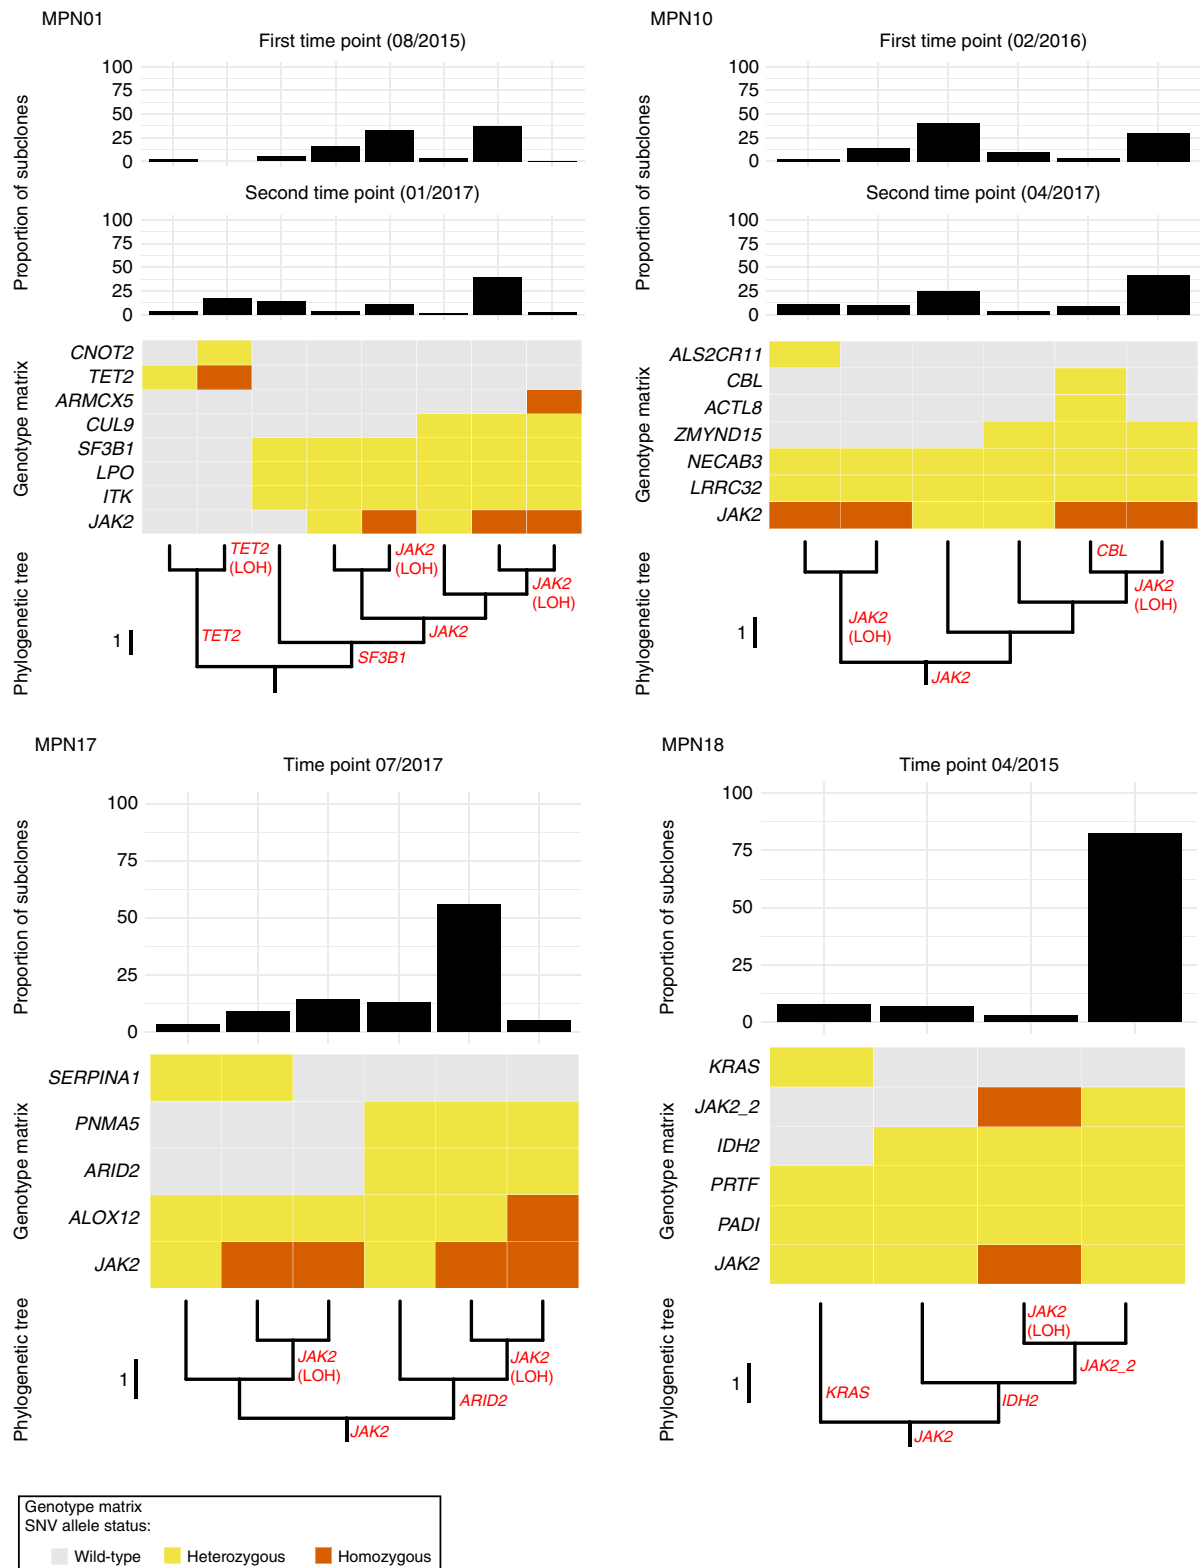 MPN01
First time point (08/2015)
Proportion of subclones
100
75
50
25
0
Second time point (01/2017)
100
75
50
25
0
Genotype matrix
CNOT2
TET2
ARMCX5
CUL9
SF3B1
LPO
ITK
JAK2
Phylogenetic tree
1
TET2
(LOH)
JAK2
(LOH)
JAK2
(LOH)
TET2
JAK2
SF3B1
MPN10
First time point (02/2016)
Proportion of subclones
100
75
50
25
0
Second time point (04/2017)
100
75
50
25
0
Genotype matrix
ALS2CR11
CBL
ACTL8
ZMYND15
NECAB3
LRRC32
JAK2
Phylogenetic tree
1
CBL
JAK2
(LOH)
JAK2
(LOH)
JAK2
MPN17
Time point 07/2017
Proportion of subclones
100
75
50
25
0
Genotype matrix
SERPINA1
PNMA5
ARID2
ALOX12
JAK2
Phylogenetic tree
1
JAK2
(LOH)
JAK2
(LOH)
ARID2
JAK2
MPN18
Time point 04/2015
Proportion of subclones
100
75
50
25
0
Genotype matrix
KRAS
JAK2_2
IDH2
PRTF
PADI
JAK2
Phylogenetic tree
1
JAK2
(LOH)
JAK2_2
KRAS
IDH2
JAK2
Genotype matrix
SNV allele status:
Wild-type
Heterozygous
Homozygous